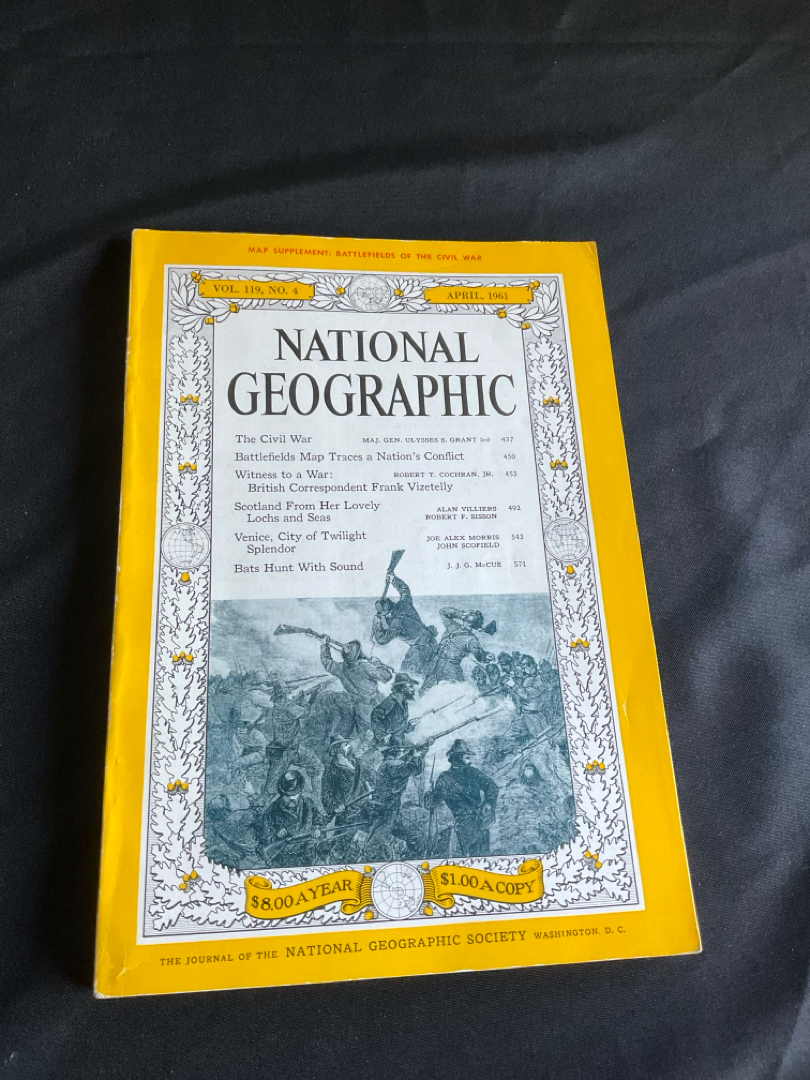 MAP SUPPLEMENT: BATTLEFIELDS OF THE CIVIL WAR
VOL. 119, NO. 4
APRIL, 1961
NATIONAL
GEOGRAPHIC
The Civil War MAJ. GEN. ULYSSES S. GRANT 3rd 437
Battlefields Map Traces a Nation's Conflict 450
Witness to a War: ROBERT T. COCHRAN, JR. 453
British Correspondent Frank Vizetelly
Scotland From Her Lovely ALAN VILLIERS 492
Lochs and Seas ROBERT F. SISSON
Venice, City of Twilight JOE ALEX MORRIS 543
Splendor JOHN SCOFIELD
Bats Hunt With Sound J. J. G. McCUE 571
$8.00 A YEAR
$1.00 A COPY
THE JOURNAL OF THE NATIONAL GEOGRAPHIC SOCIETY WASHINGTON, D. C.